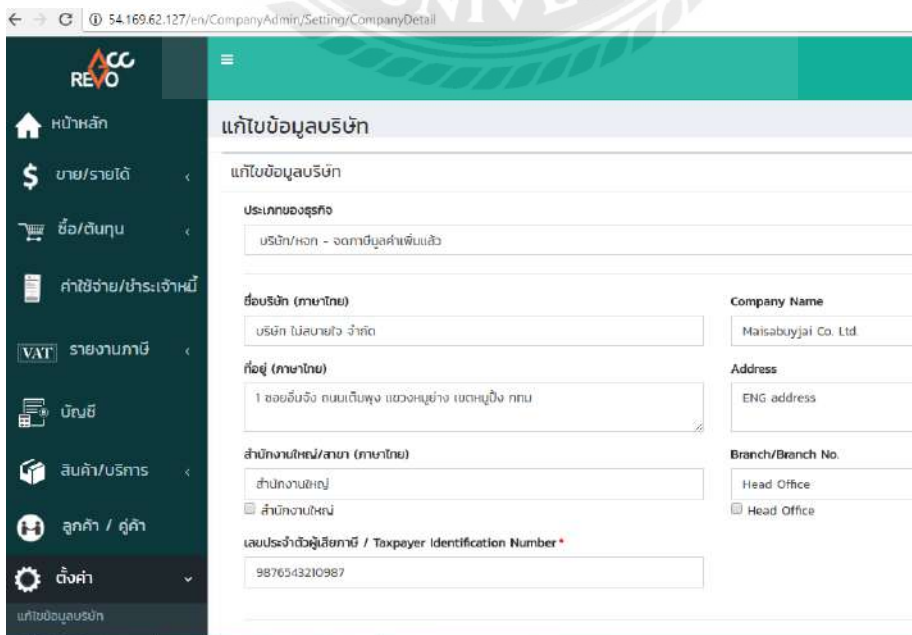 54.169.62.127/en/CompanyAdmin/Setting/CompanyDetail
ACC
REVO
หน้าหลัก
แก้ไขข้อมูลบริษัท
ขาย/รายได้
แก้ไขข้อมูลบริษัท
ประเภทของธุรกิจ
บริษัท/หจก - จดภาษีมูลค่าเพิ่มแล้ว
ซื้อ/ต้นทุน
ค่าใช้จ่าย/ชำระเจ้าหนี้
ชื่อบริษัท (ภาษาไทย) Company Name
บริษัท ไม่สบายใจ จำกัด Maisabuyjai Co. Ltd.
VAT รายงานภาษี
ที่อยู่ (ภาษาไทย) Address
1 ซอยอิ่มจัง ถนนเต็มพุง แขวงหมูย่าง เขตหมูปิ้ง กทม ENG address
บัญชี
สำนักงานใหญ่/สาขา (ภาษาไทย) Branch/Branch No.
สินค้า/บริการ
สำนักงานใหญ่ Head Office
สำนักงานใหญ่ Head Office
ลูกค้า / คู่ค้า
เลขประจำตัวผู้เสียภาษี / Taxpayer Identification Number *
9876543210987
ตั้งค่า
แก้ไขข้อมูลบริษัท